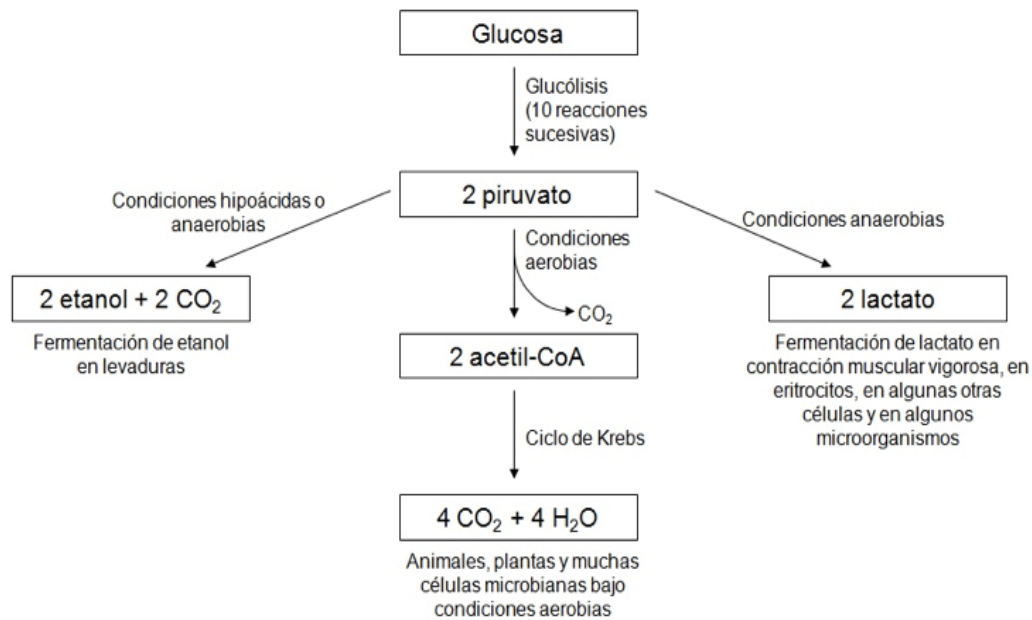 Glucosa
Glucólisis
(10 reacciones
sucesivas)
2 piruvato
Condiciones hipoácidas o
anaerobias
Condiciones
aerobias
Condiciones anaerobias
2 etanol + 2 CO₂
Fermentación de etanol
en levaduras
CO₂
2 lactato
Fermentación de lactato en
contracción muscular vigorosa, en
eritrocitos, en algunas otras
células y en algunos
microorganismos
2 acetil-CoA
Ciclo de Krebs
4 CO₂ + 4 H₂O
Animales, plantas y muchas
células microbianas bajo
condiciones aerobias